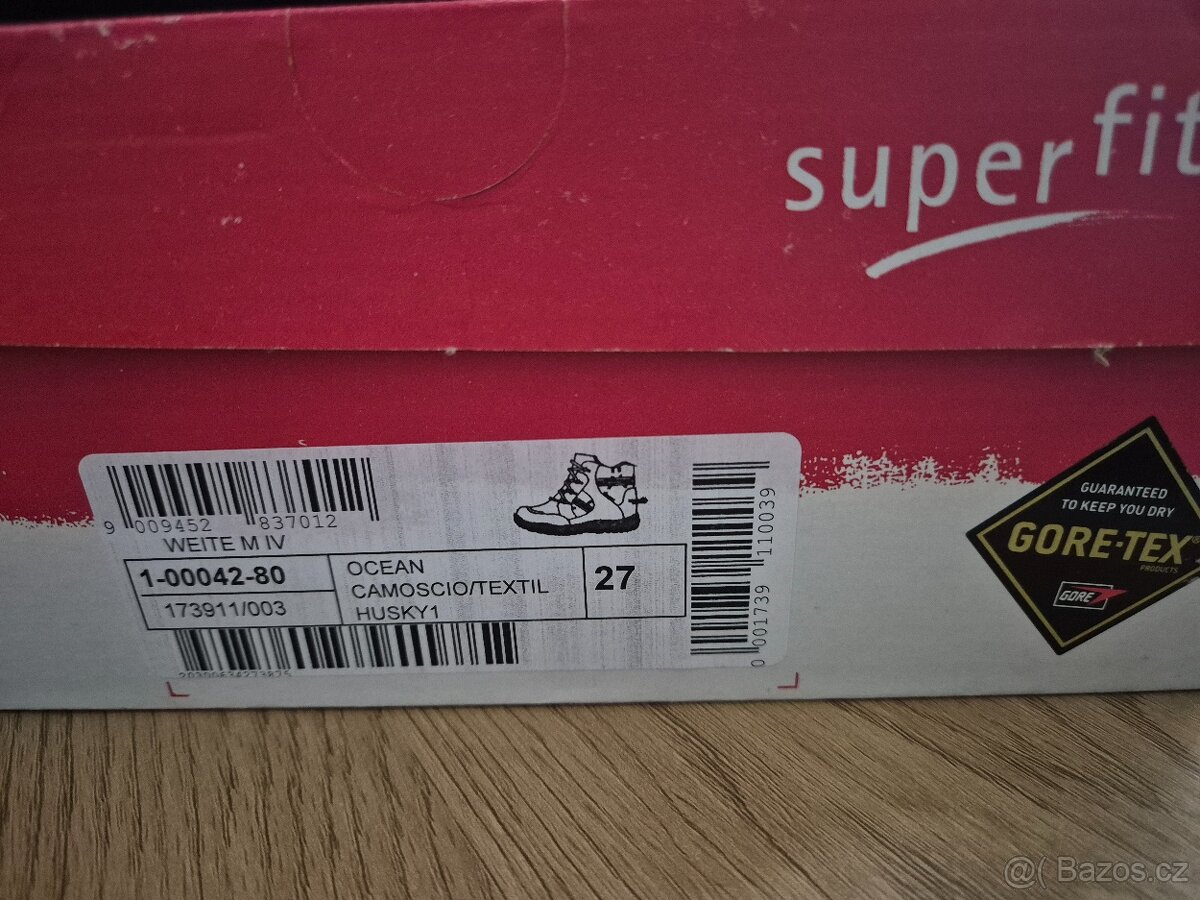 superfit
9 009452 837012
WEITE M IV
1-00042-80
173911/003
OCEAN
CAMOSCIO/TEXTIL
HUSKY1
27
0 001739 110039
GUARANTEED
TO KEEP YOU DRY
GORE-TEX®
PRODUCTS
GORE
@( Bazos.cz